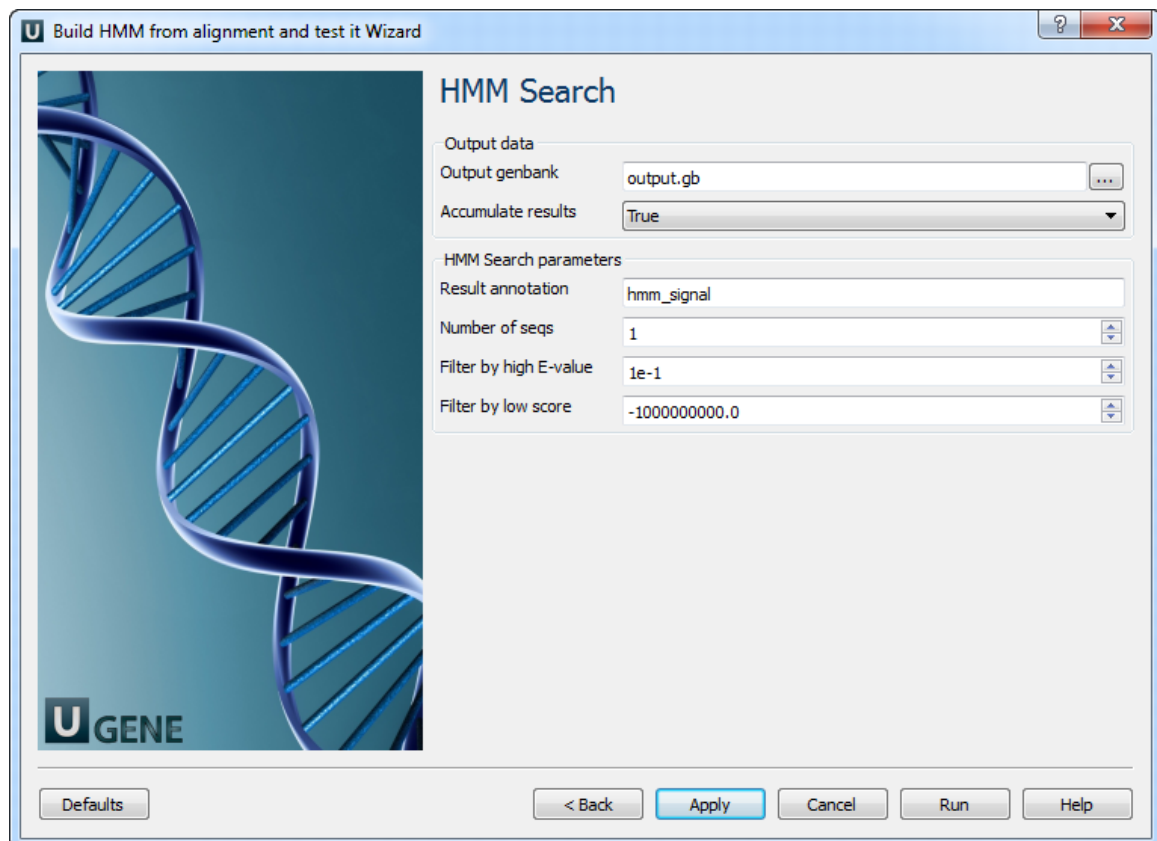 U Build HMM from alignment and test it Wizard
? X
HMM Search
Output data
Output genbank output.gb ...
Accumulate results True
HMM Search parameters
Result annotation hmm_signal
Number of seqs 1
Filter by high E-value 1e-1
Filter by low score -1000000000.0
U GENE
Defaults < Back Apply Cancel Run Help